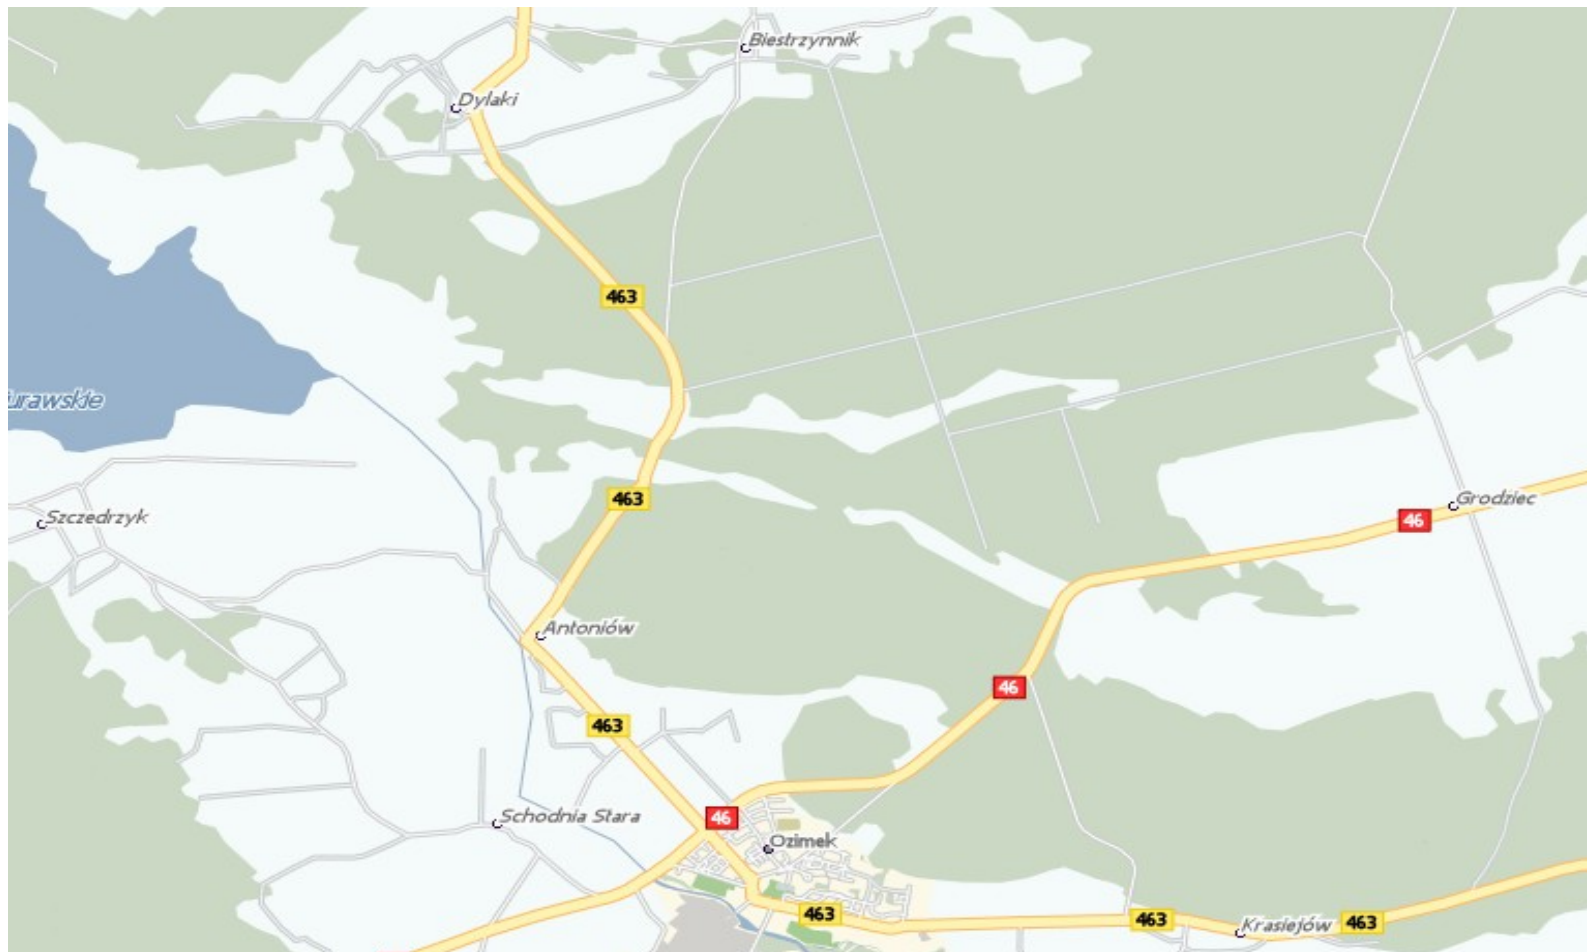 Biestrzynnik
Dylaki
463
urawskie
463
Grodziec
46
Szczedrzyk
Antoniów
46
463
46
Schodnia Stara
Ozimek
463
463
463
Krasiejów